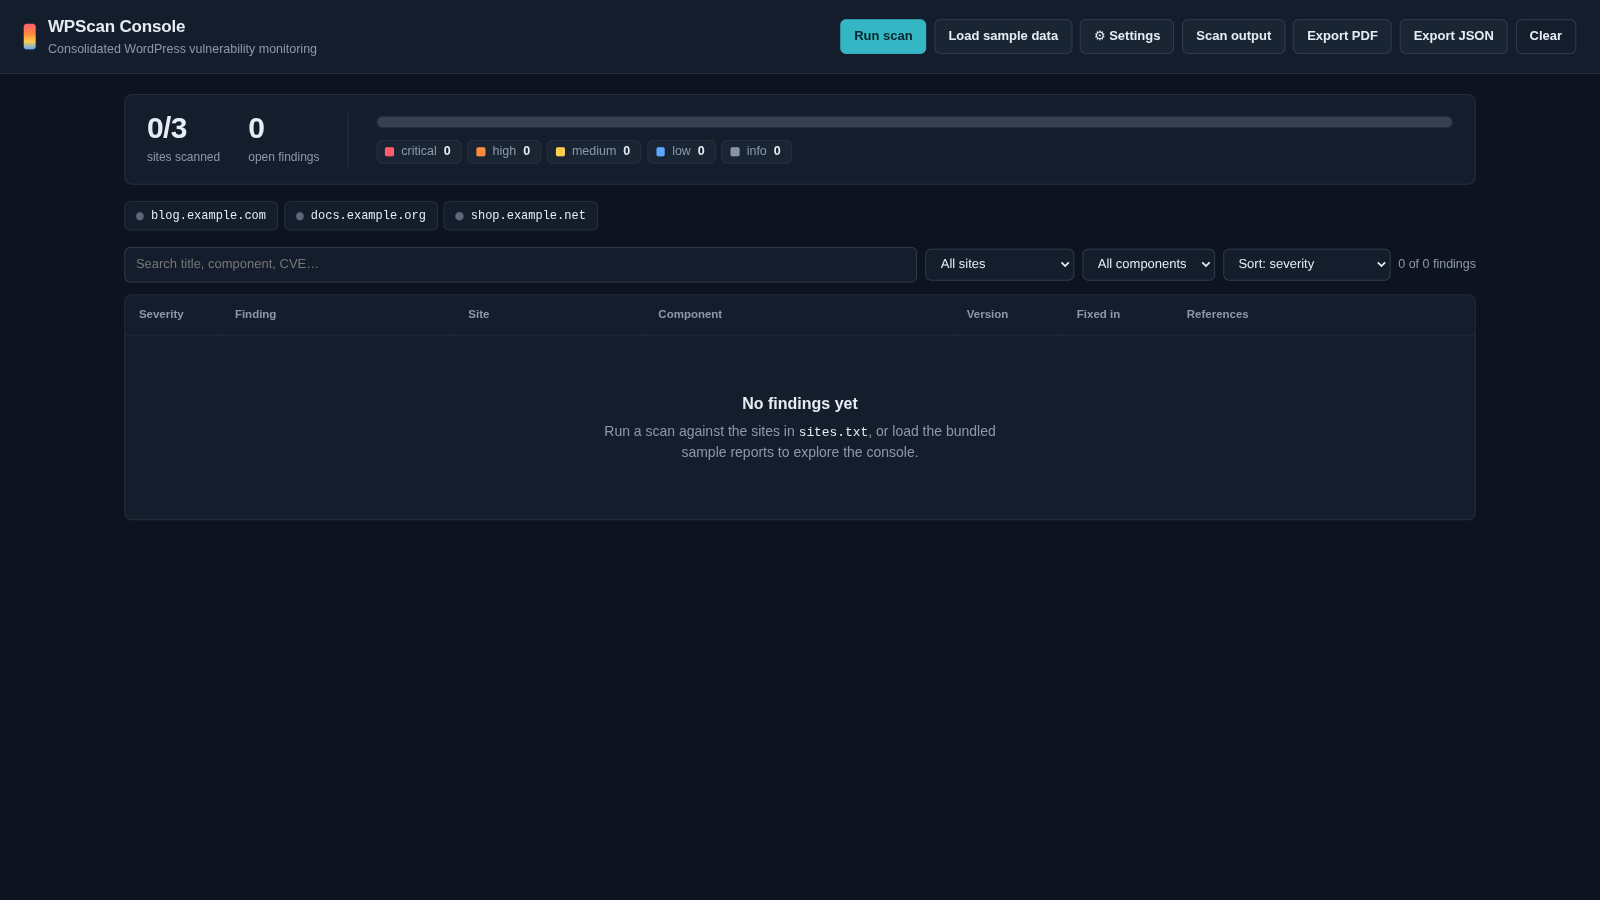 WPScan Console
Consolidated WordPress vulnerability monitoring
Run scan
Load sample data
⚙ Settings
Scan output
Export PDF
Export JSON
Clear
0/3
sites scanned
0
open findings
critical 0
high 0
medium 0
low 0
info 0
blog.example.com
docs.example.org
shop.example.net
Search title, component, CVE…
All sites
All components
Sort: severity
0 of 0 findings
Severity Finding Site Component Version Fixed in References
No findings yet
Run a scan against the sites in sites.txt, or load the bundled
sample reports to explore the console.